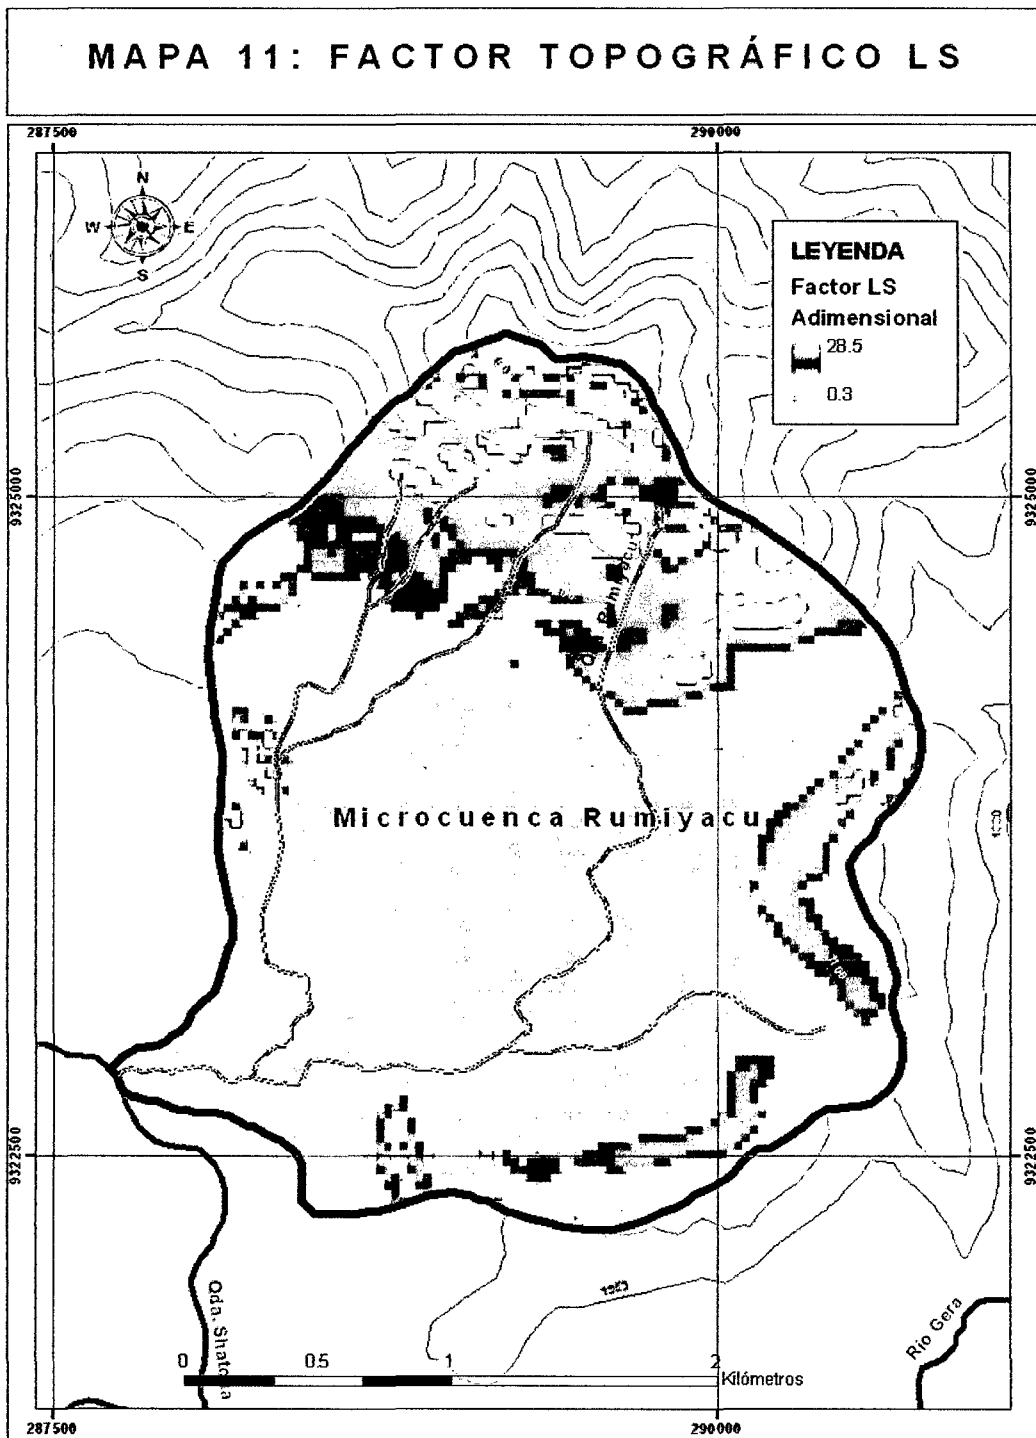 MAPA 11: FACTOR TOPOGRÁFICO LS
287500
290000
N
W
E
S
LEYENDA
Factor LS
Adimensional
28.5
0.3
9325000
9325000
Rumiyacu
Microcuenca Rumiyacu
9322500
9322500
Qda.
Rio Gera
0
0.5
1
2
Kilómetros
287500
290000